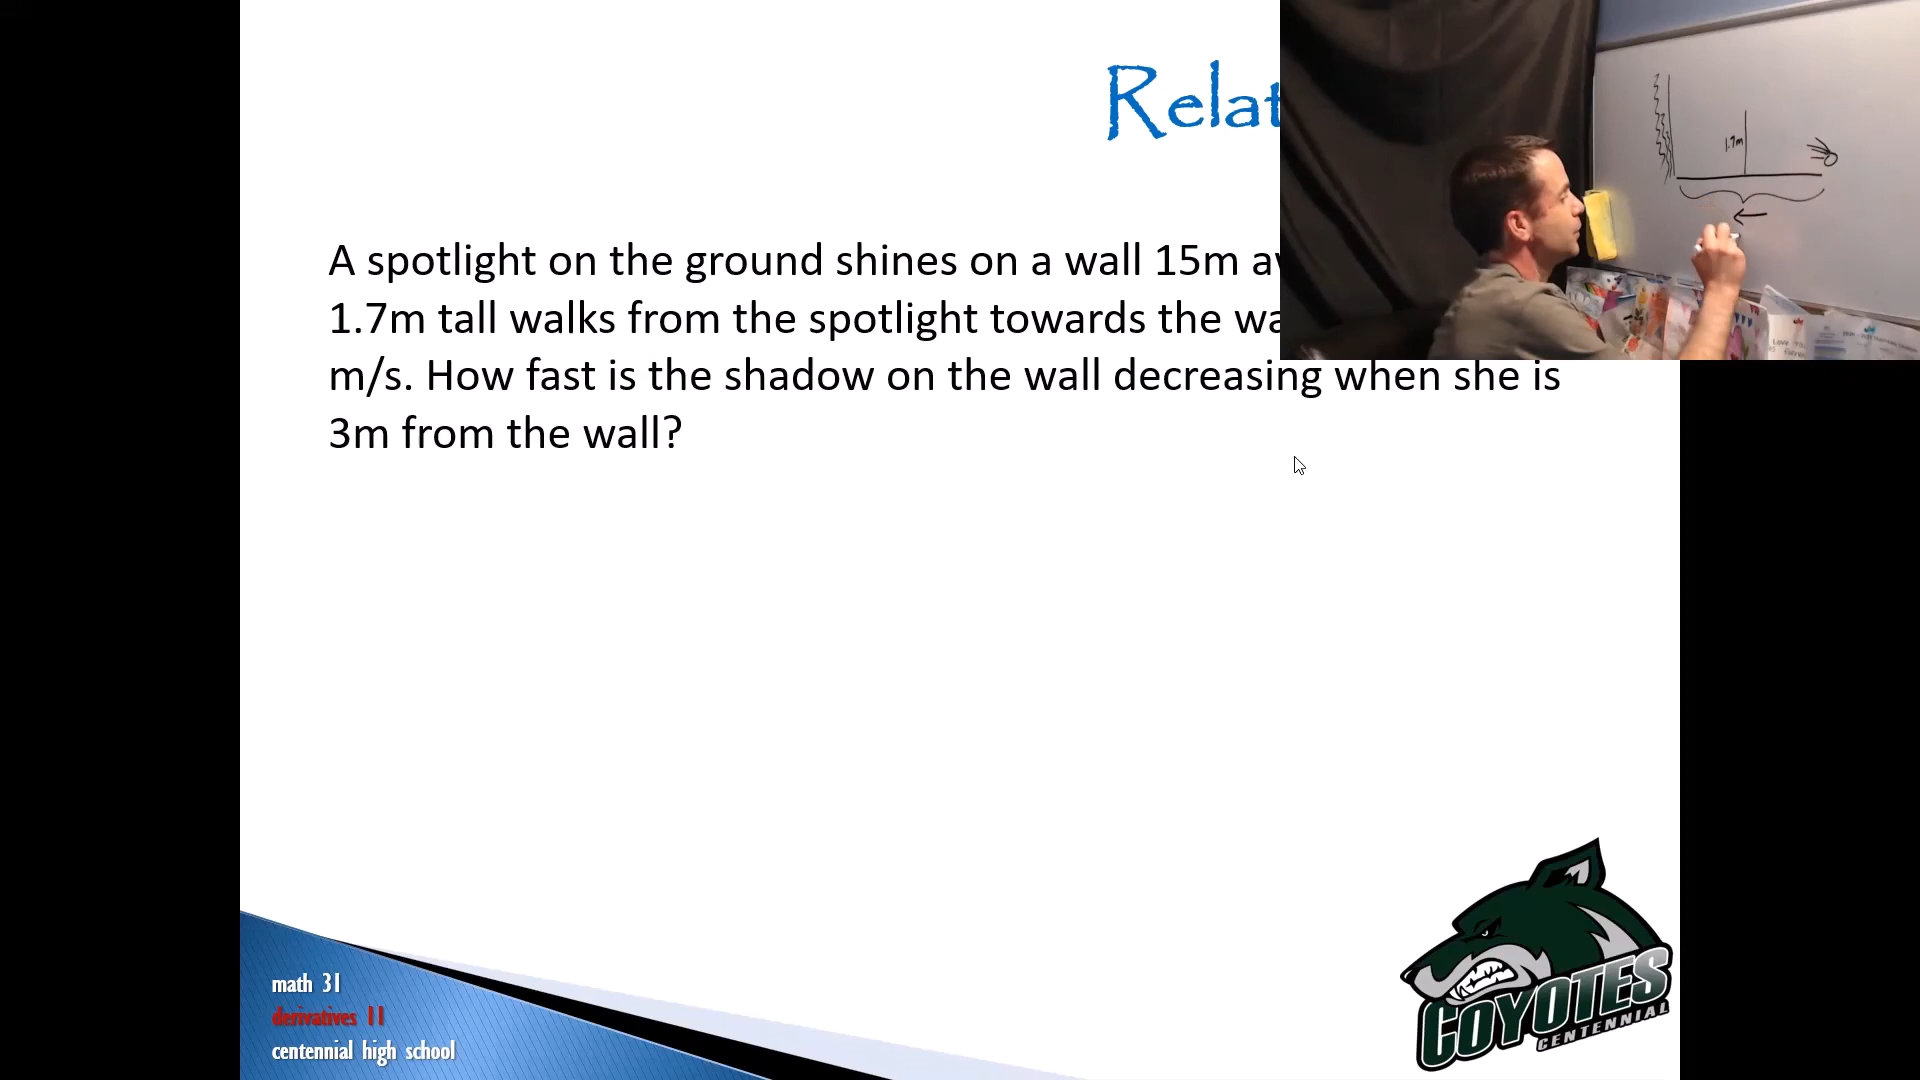 Relat
A spotlight on the ground shines on a wall 15m
1.7m tall walks from the spotlight towards the
m/s. How fast is the shadow on the wall decreasing when she is
3m from the wall?
1.7m
math 31
derivatives 11
centennial high school
COYOTES
CENTENNIAL